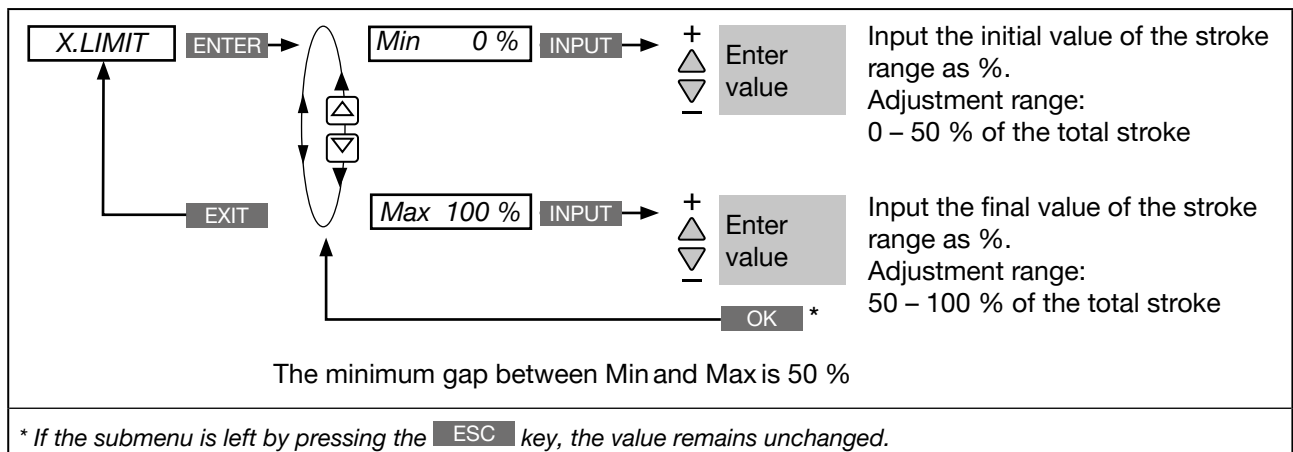 X.LIMIT ENTER Min 0 % INPUT + Enter value – Input the initial value of the stroke
range as %.
Adjustment range:
0 – 50 % of the total stroke
EXIT Max 100 % INPUT + Enter value – Input the final value of the stroke
range as %.
Adjustment range:
50 – 100 % of the total stroke
OK *
The minimum gap between Min and Max is 50 %
* If the submenu is left by pressing the ESC key, the value remains unchanged.